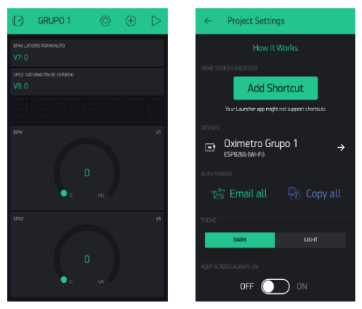 GRUPO 1
BPM: LATIDOS POR MINUTO
V7: 0
SPO2: SATURACIÓN DE OXÍGENO
V8: 0
BPM
V7
0
0
SPO2
V8
0
0
Project Settings
How It Works
HOME SCREEN SHORTCUT
Add Shortcut
Your Launcher app might not support shortcuts
DEVICES
Oximetro Grupo 1
ESP8266 (Wi-Fi)
AUTH TOKENS
Email all
Copy all
THEME
DARK
LIGHT
KEEP SCREEN ALWAYS ON
OFF
ON